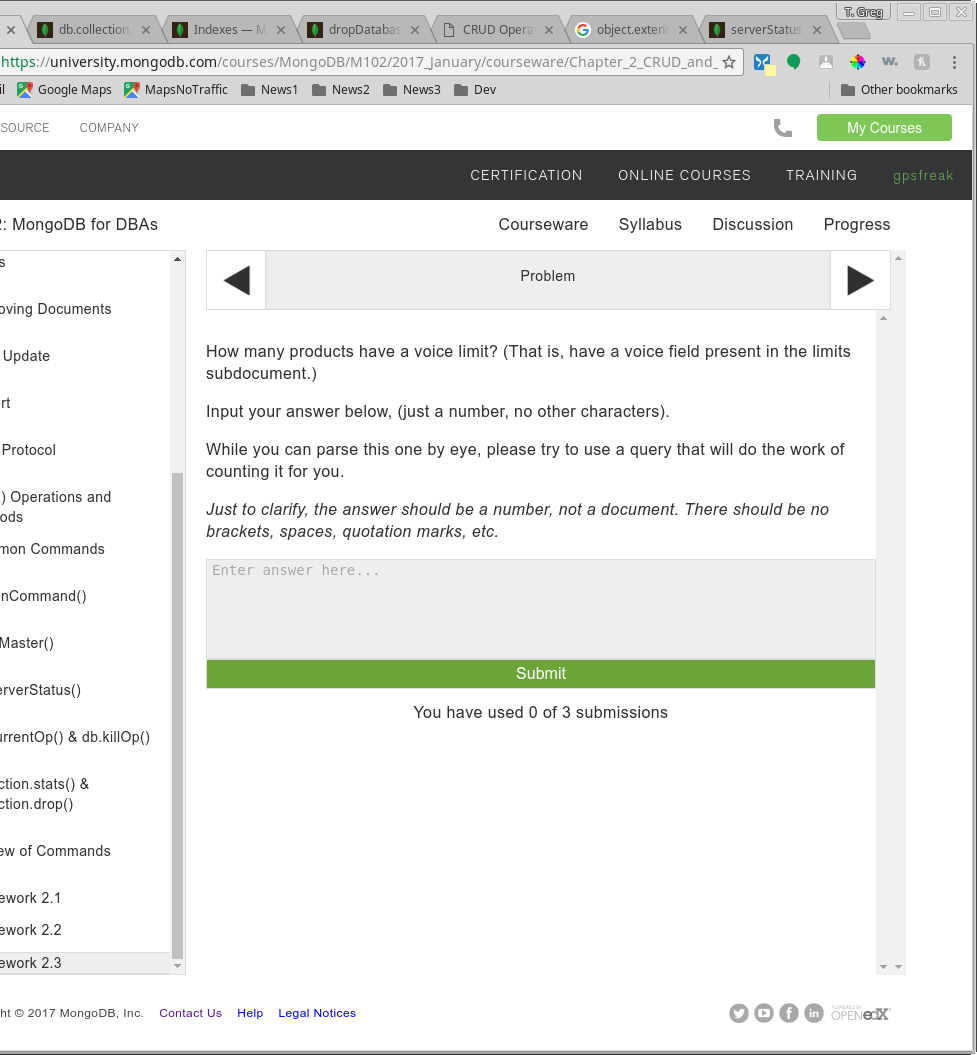 T. Greg
db.collection.
Indexes — M
dropDatabas
CRUD Opera
object.exten
serverStatus
https://university.mongodb.com/courses/MongoDB/M102/2017_January/courseware/Chapter_2_CRUD_and_
il Google Maps MapsNoTraffic News1 News2 News3 Dev Other bookmarks
SOURCE COMPANY My Courses
CERTIFICATION ONLINE COURSES TRAINING gpsfreak
2: MongoDB for DBAs Courseware Syllabus Discussion Progress
s
oving Documents
Update
rt
Protocol
) Operations and
ods
mon Commands
nCommand()
Master()
erverStatus()
urrentOp() & db.killOp()
ction.stats() &
ction.drop()
ew of Commands
ework 2.1
ework 2.2
ework 2.3
Problem
How many products have a voice limit? (That is, have a voice field present in the limits
subdocument.)
Input your answer below, (just a number, no other characters).
While you can parse this one by eye, please try to use a query that will do the work of
counting it for you.
Just to clarify, the answer should be a number, not a document. There should be no
brackets, spaces, quotation marks, etc.
Enter answer here...
Submit
You have used 0 of 3 submissions
ht © 2017 MongoDB, Inc. Contact Us Help Legal Notices
POWERED BY
OPEN edX